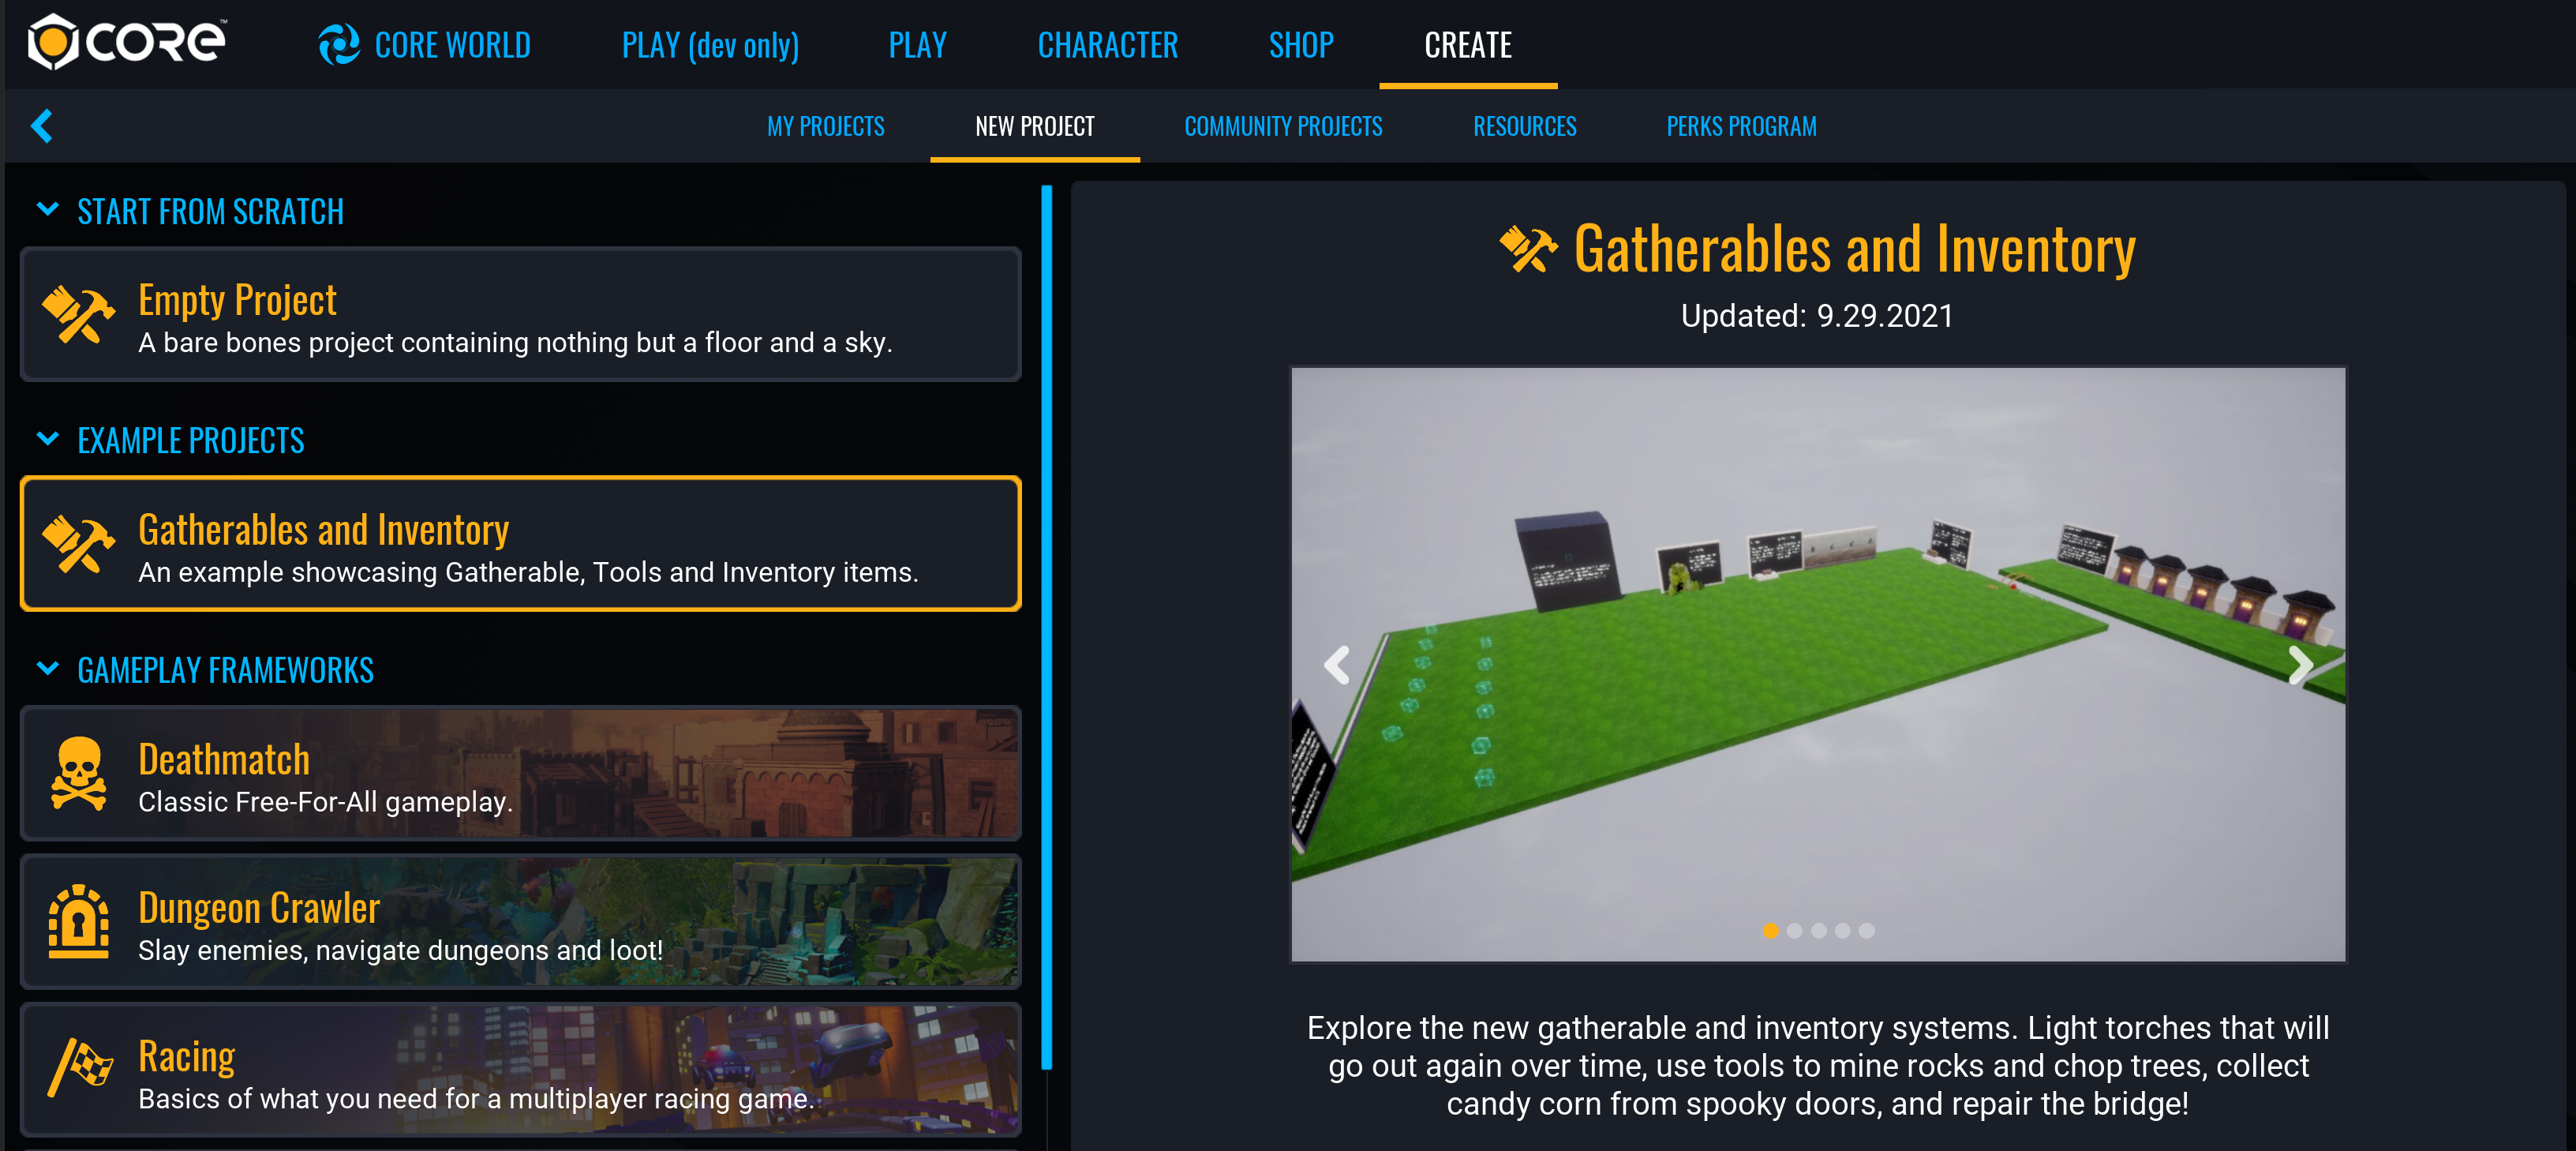 CORE™
CORE WORLD
PLAY (dev only)
PLAY
CHARACTER
SHOP
CREATE
MY PROJECTS
NEW PROJECT
COMMUNITY PROJECTS
RESOURCES
PERKS PROGRAM
START FROM SCRATCH
Empty Project
A bare bones project containing nothing but a floor and a sky.
EXAMPLE PROJECTS
Gatherables and Inventory
An example showcasing Gatherable, Tools and Inventory items.
GAMEPLAY FRAMEWORKS
Deathmatch
Classic Free-For-All gameplay.
Dungeon Crawler
Slay enemies, navigate dungeons and loot!
Racing
Basics of what you need for a multiplayer racing game.
Gatherables and Inventory
Updated: 9.29.2021
Explore the new gatherable and inventory systems. Light torches that will
go out again over time, use tools to mine rocks and chop trees, collect
candy corn from spooky doors, and repair the bridge!